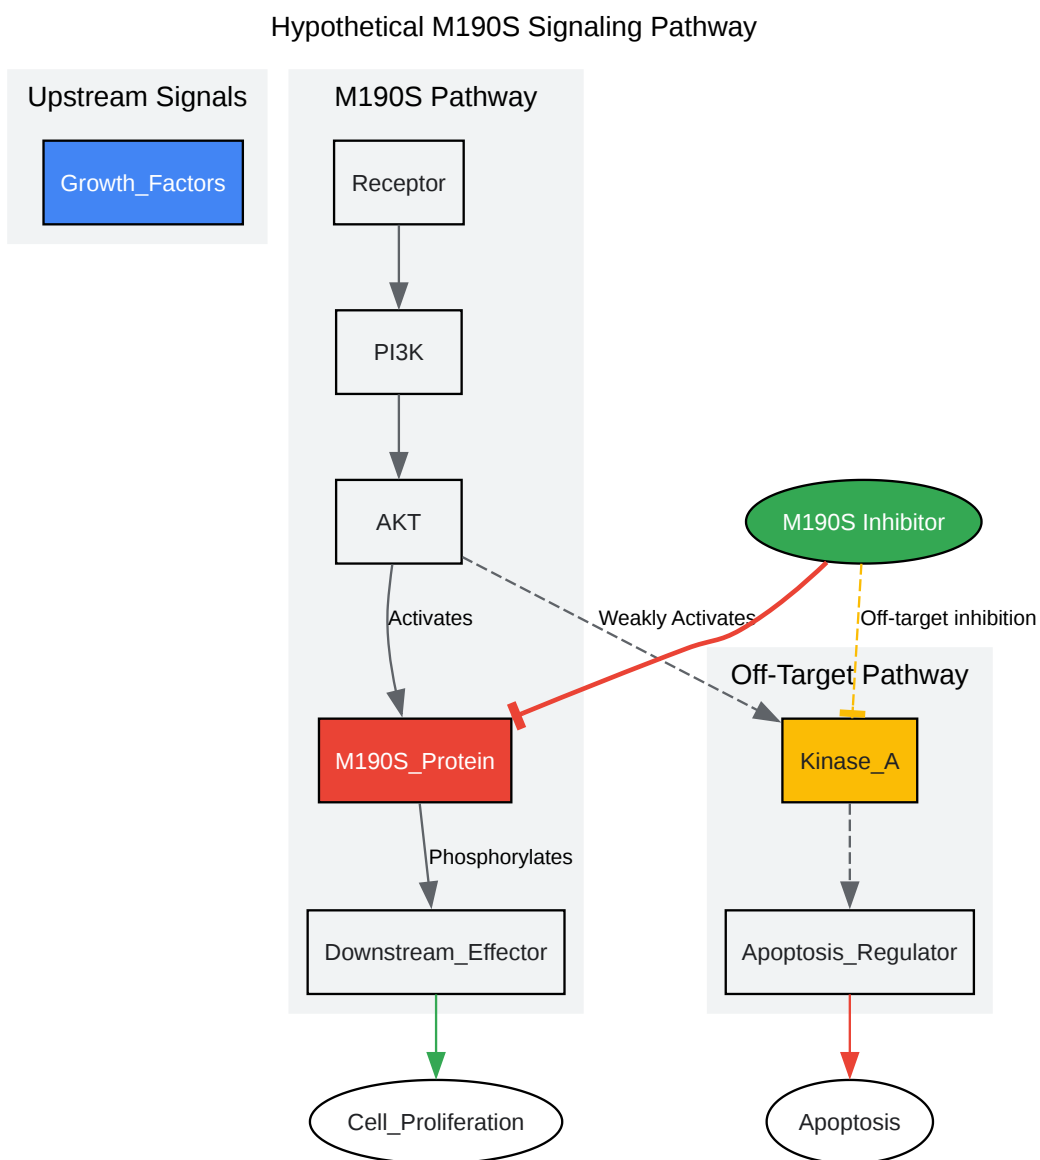 Hypothetical M190S Signaling Pathway
Upstream Signals
M190S Pathway
Growth_Factors
Receptor
PI3K
AKT
M190S Inhibitor
Activates
Weakly Activates
Off-target inhibition
Off-Target Pathway
M190S_Protein
Kinase_A
Phosphorylates
Downstream_Effector
Apoptosis_Regulator
Cell_Proliferation
Apoptosis